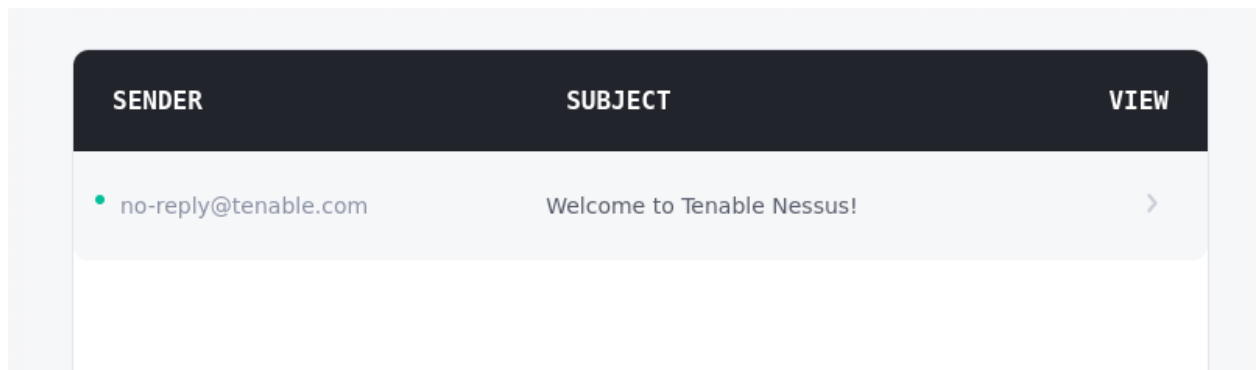 SENDER SUBJECT VIEW
no-reply@tenable.com Welcome to Tenable Nessus!